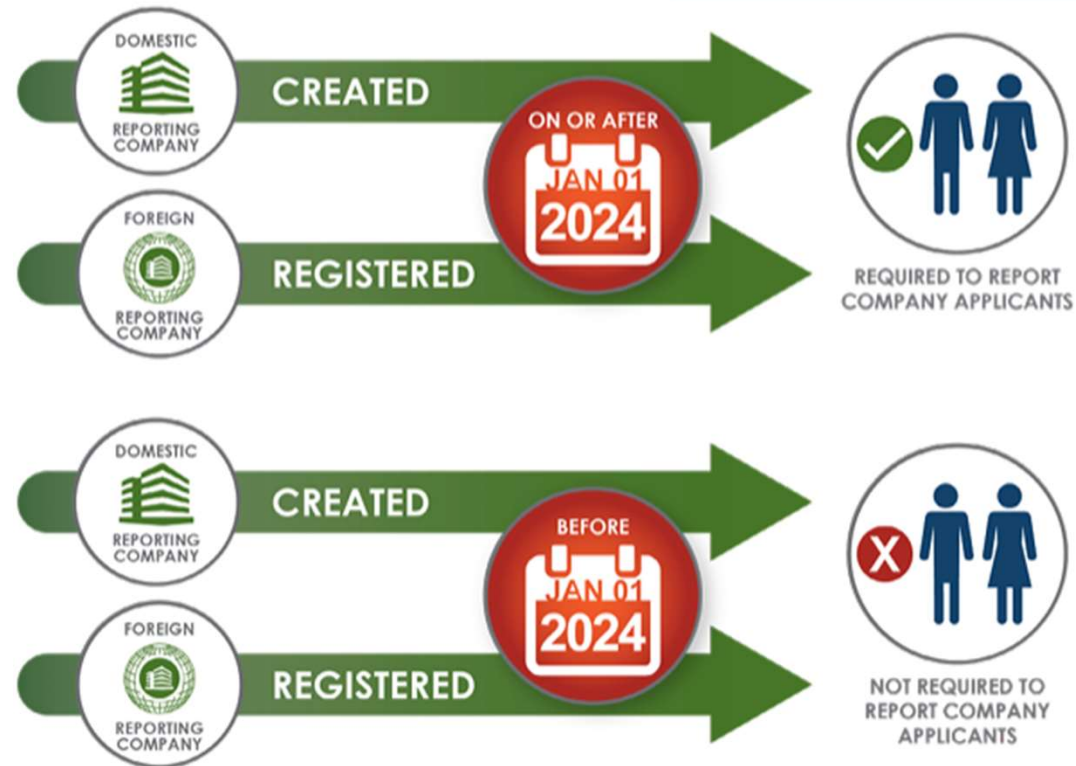 DOMESTIC
REPORTING
COMPANY
CREATED
ON OR AFTER
JAN 01
2024
FOREIGN
REPORTING
COMPANY
REGISTERED
REQUIRED TO REPORT
COMPANY APPLICANTS
DOMESTIC
REPORTING
COMPANY
CREATED
BEFORE
JAN 01
2024
X
FOREIGN
REPORTING
COMPANY
REGISTERED
NOT REQUIRED TO
REPORT COMPANY
APPLICANTS